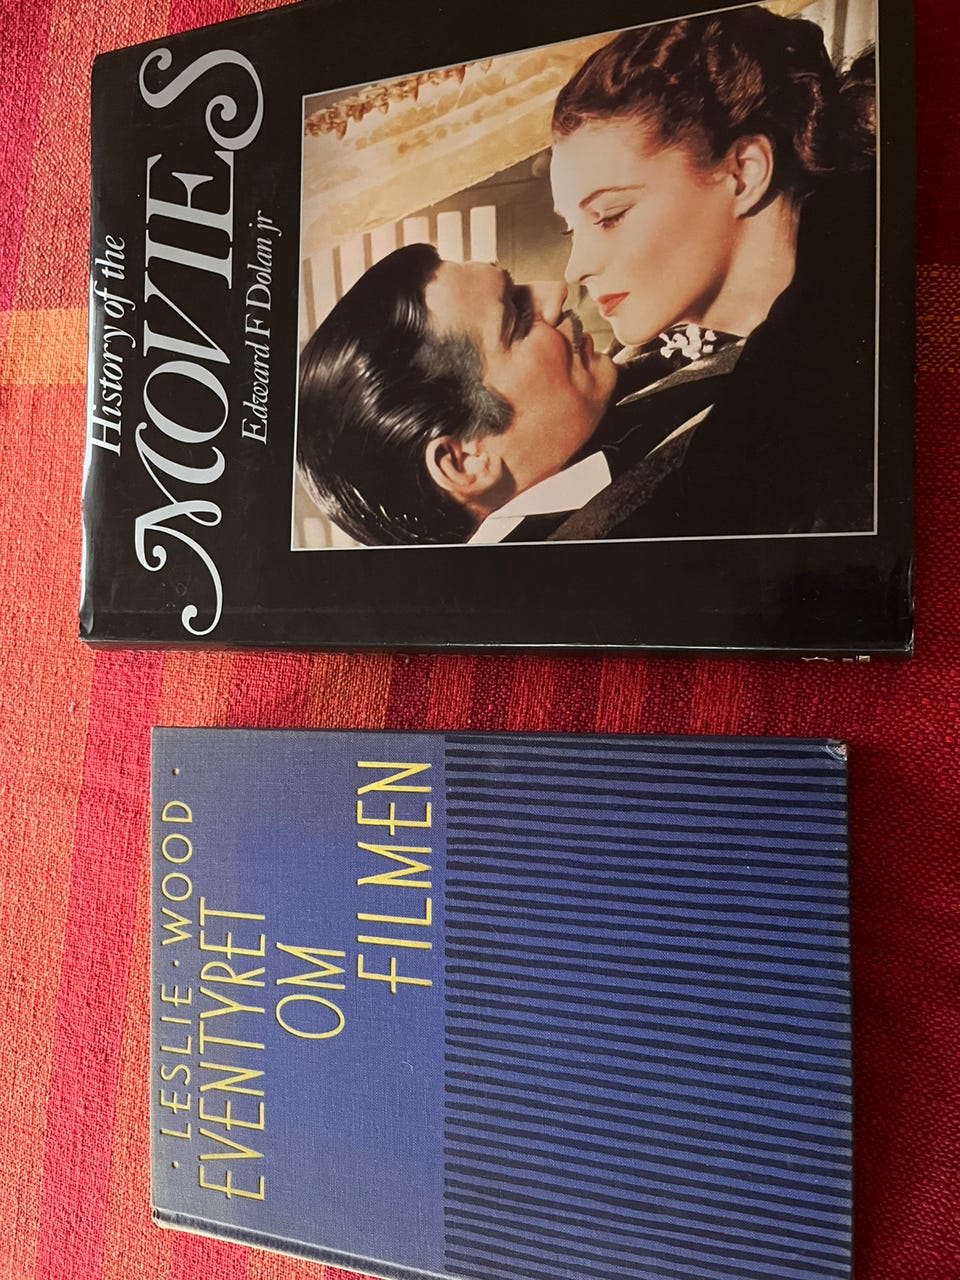 History of the
MOVIES
Edward F Dolan jr
· LESLIE · WOOD ·
EVENTYRET
OM
FILMEN